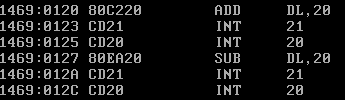 1469:0120 80C220 ADD DL,20
1469:0123 CD21 INT 21
1469:0125 CD20 INT 20
1469:0127 80EA20 SUB DL,20
1469:012A CD21 INT 21
1469:012C CD20 INT 20